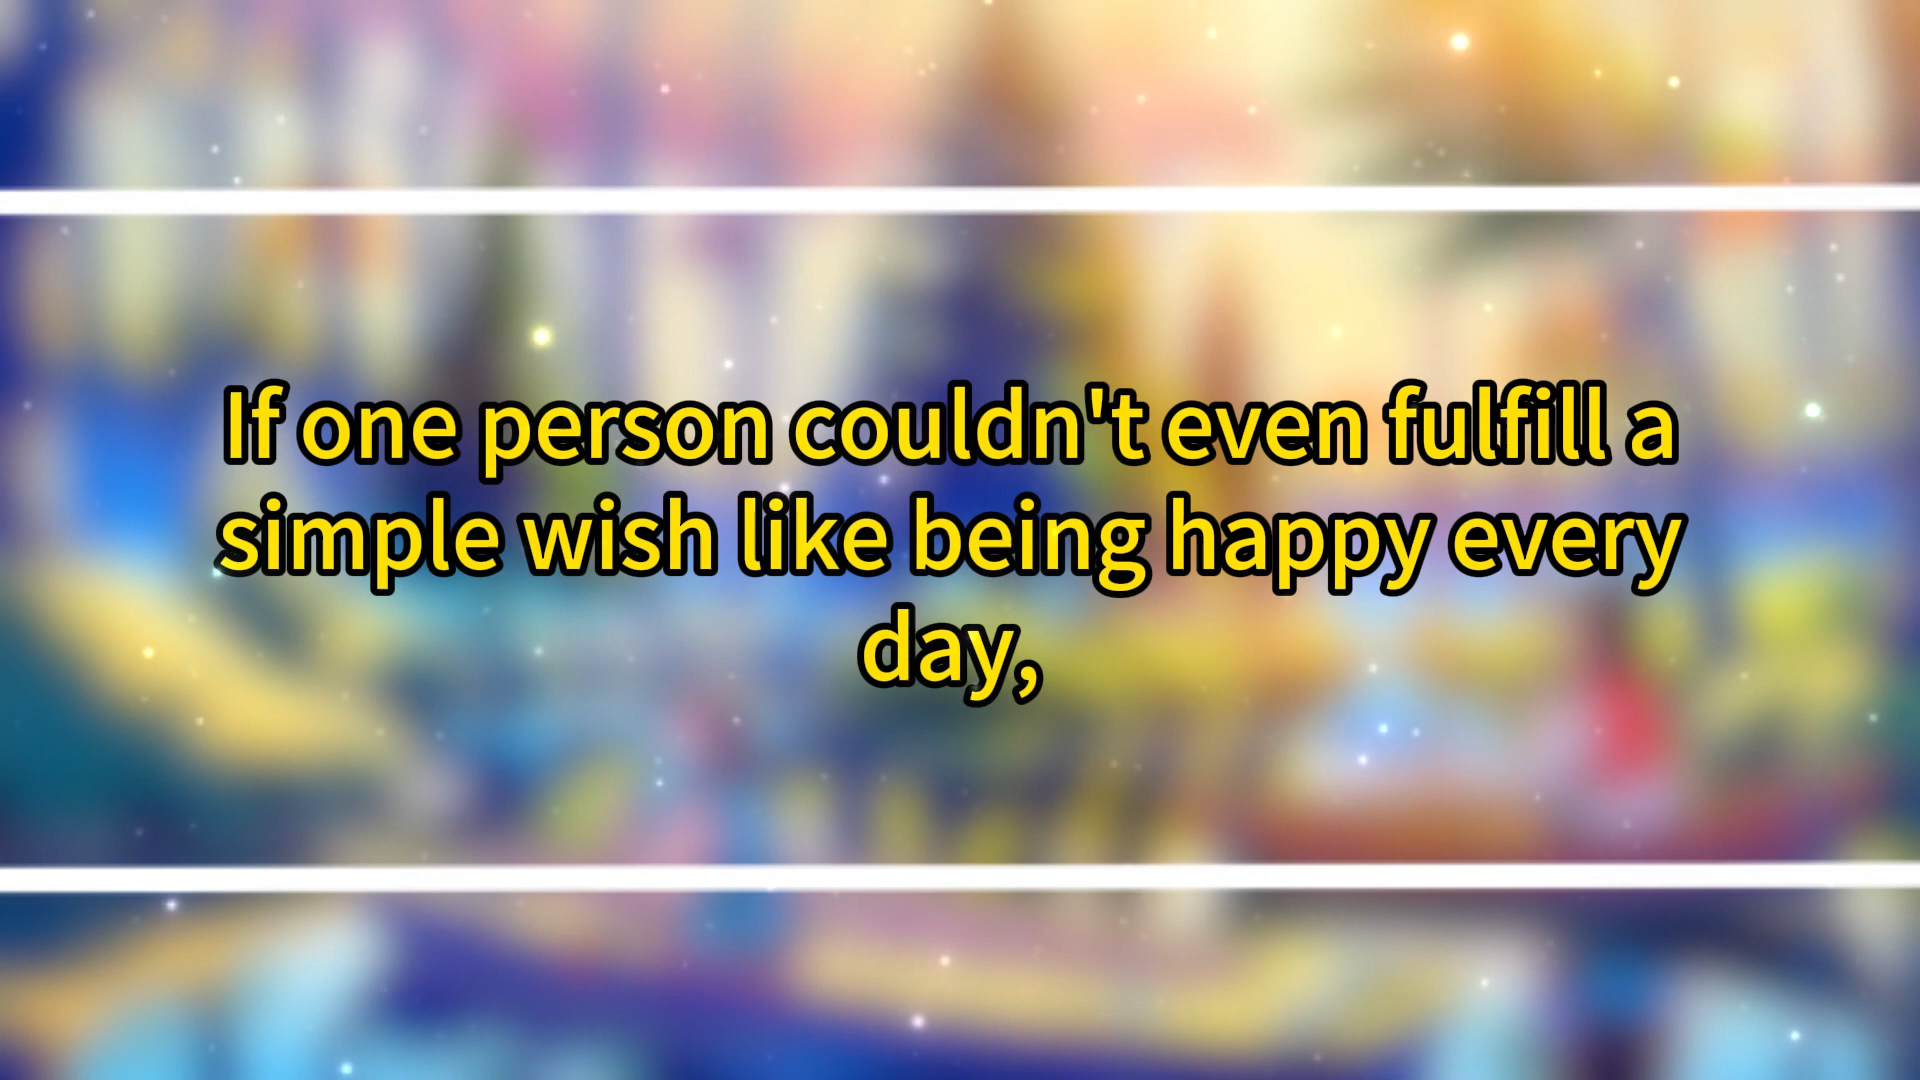 If one person couldn't even fulfill a
simple wish like being happy every
day,